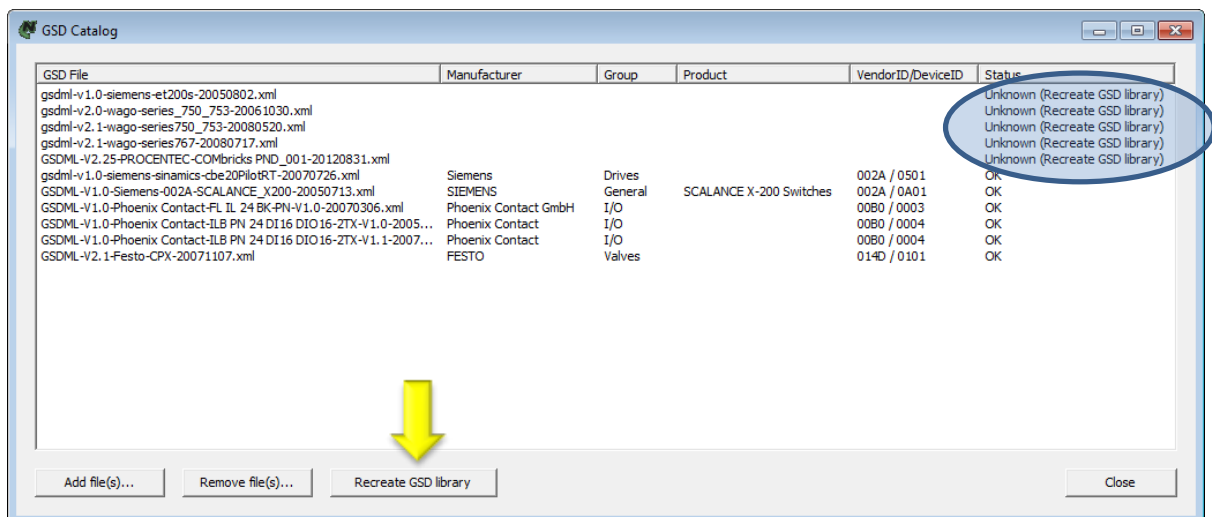 GSD Catalog
GSD File Manufacturer Group Product VendorID/DeviceID Status
gsdml-v1.0-siemens-et200s-20050802.xml Unknown (Recreate GSD library)
gsdml-v2.0-wago-series_750_753-20061030.xml Unknown (Recreate GSD library)
gsdml-v2.1-wago-series750_753-20080520.xml Unknown (Recreate GSD library)
gsdml-v2.1-wago-series767-20080717.xml Unknown (Recreate GSD library)
GSDML-V2.25-PROCENTEC-COMbricks PND_001-20120831.xml Unknown (Recreate GSD library)
gsdml-v1.0-siemens-sinamics-cbe20PilotRT-20070726.xml Siemens Drives 002A / 0501 OK
GSDML-V1.0-Siemens-002A-SCALANCE_X200-20050713.xml SIEMENS General SCALANCE X-200 Switches 002A / 0A01 OK
GSDML-V1.0-Phoenix Contact-FL IL 24 BK-PN-V1.0-20070306.xml Phoenix Contact GmbH I/O 00B0 / 0003 OK
GSDML-V1.0-Phoenix Contact-ILB PN 24 DI16 DIO16-2TX-V1.0-2005... Phoenix Contact I/O 00B0 / 0004 OK
GSDML-V1.0-Phoenix Contact-ILB PN 24 DI16 DIO16-2TX-V1.1-2007... Phoenix Contact I/O 00B0 / 0004 OK
GSDML-V2.1-Festo-CPX-20071107.xml FESTO Valves 014D / 0101 OK
Add file(s)... Remove file(s)... Recreate GSD library Close